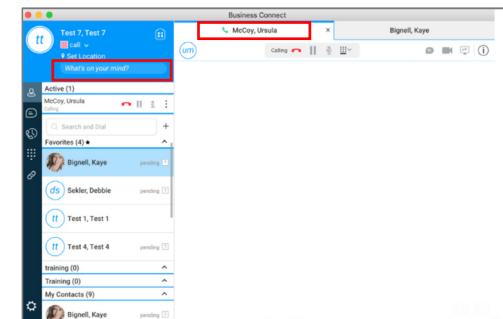 Business Connect
tt
Test 7, Test 7
call
Set Location
What's on your mind?
McCoy, Ursula
×
Bignell, Kaye
um
Calling
Active (1)
McCoy, Ursula
Calling
Search and Dial
+
Favorites (4)
Bignell, Kaye
pending
ds
Sekler, Debbie
pending
tt
Test 1, Test 1
tt
Test 4, Test 4
pending
training (0)
Training (0)
My Contacts (9)
Bignell, Kaye
pending